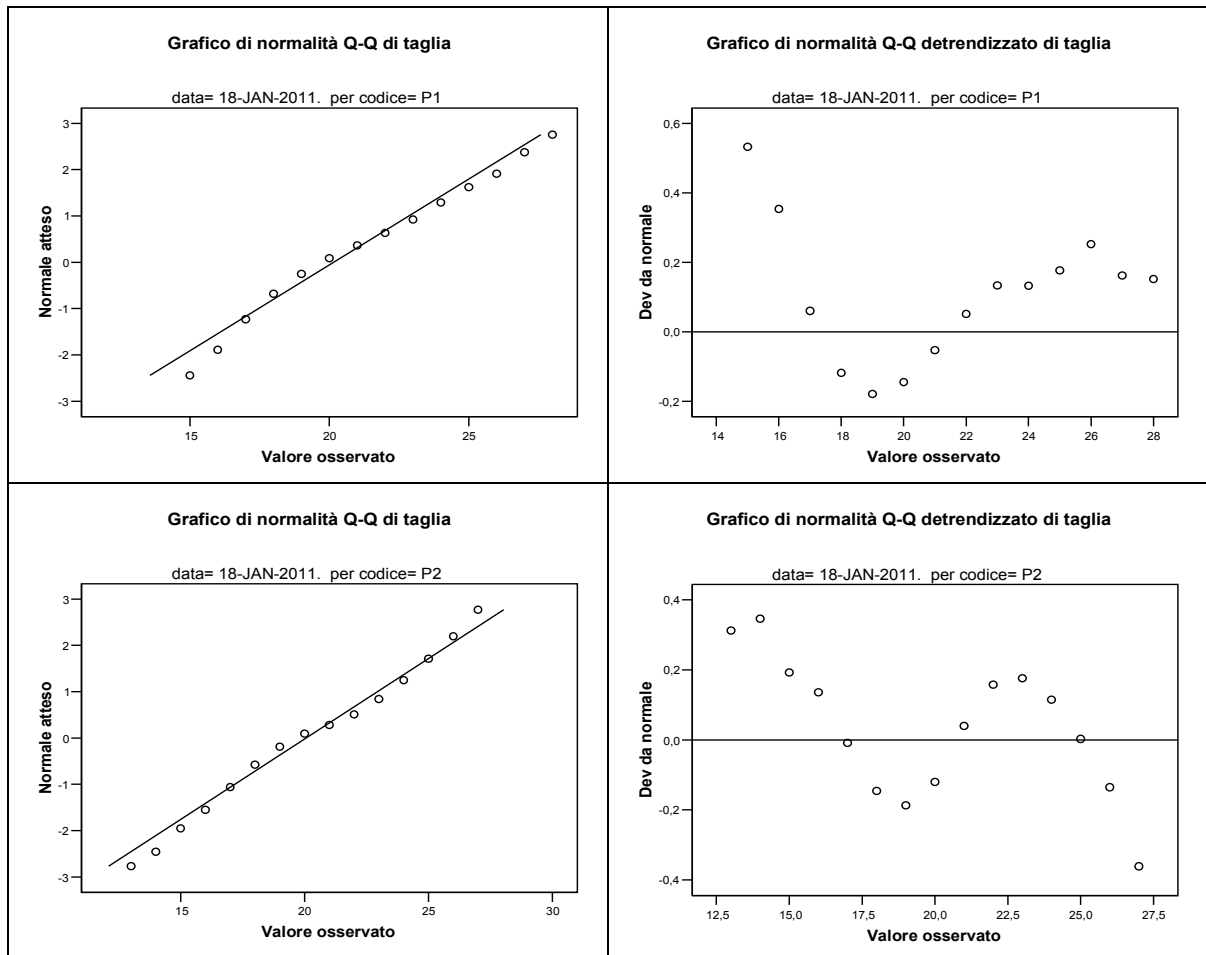 Grafico di normalità Q-Q di taglia
data= 18-JAN-2011. per codice= P1
Normale atteso
3
2
1
0
-1
-2
-3
15 20 25
Valore osservato
Grafico di normalità Q-Q detrendizzato di taglia
data= 18-JAN-2011. per codice= P1
Dev da normale
0,6
0,4
0,2
0,0
-0,2
14 16 18 20 22 24 26 28
Valore osservato
Grafico di normalità Q-Q di taglia
data= 18-JAN-2011. per codice= P2
Normale atteso
3
2
1
0
-1
-2
-3
15 20 25 30
Valore osservato
Grafico di normalità Q-Q detrendizzato di taglia
data= 18-JAN-2011. per codice= P2
Dev da normale
0,4
0,2
0,0
-0,2
-0,4
12,5 15,0 17,5 20,0 22,5 25,0 27,5
Valore osservato